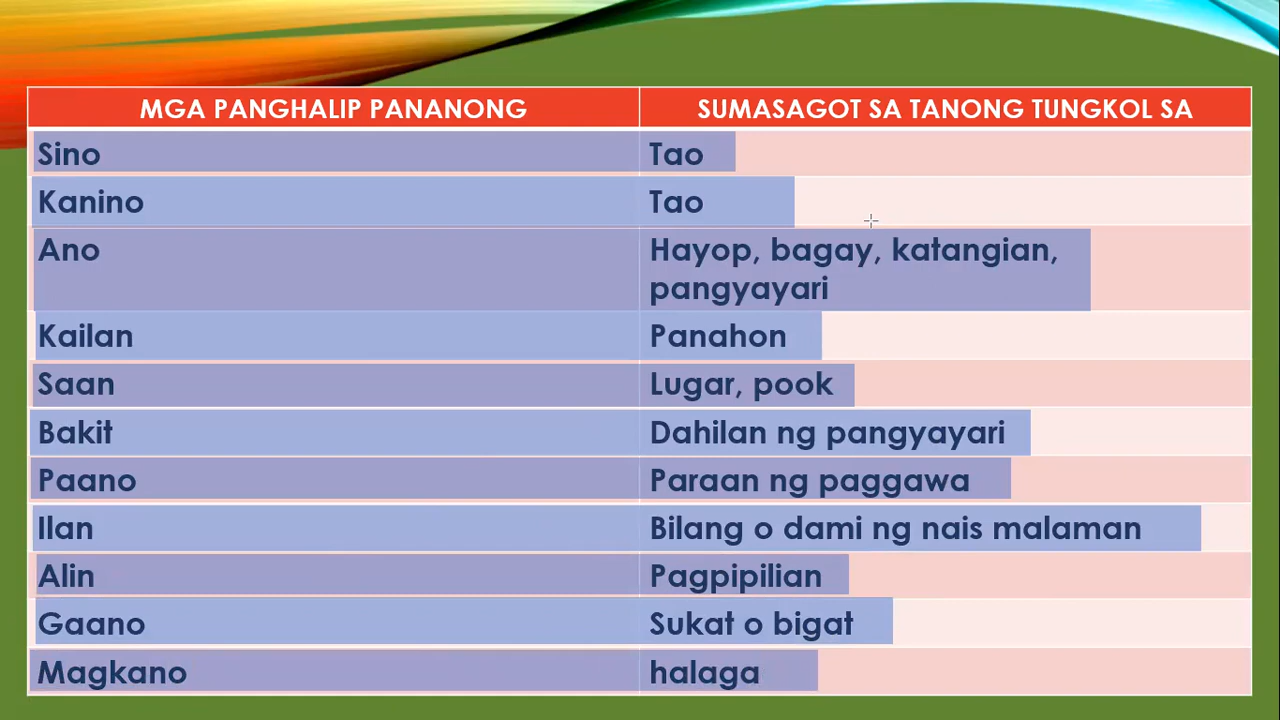 MGA PANGHALIP PANANONG
SUMASAGOT SA TANONG TUNGKOL SA
Sino
Tao
Kanino
Tao
Ano
Hayop, bagay, katangian,
pangyayari
Kailan
Panahon
Saan
Lugar, pook
Bakit
Dahilan ng pangyayari
Paano
Paraan ng paggawa
Ilan
Bilang o dami ng nais malaman
Alin
Pagpipilian
Gaano
Sukat o bigat
Magkano
halaga